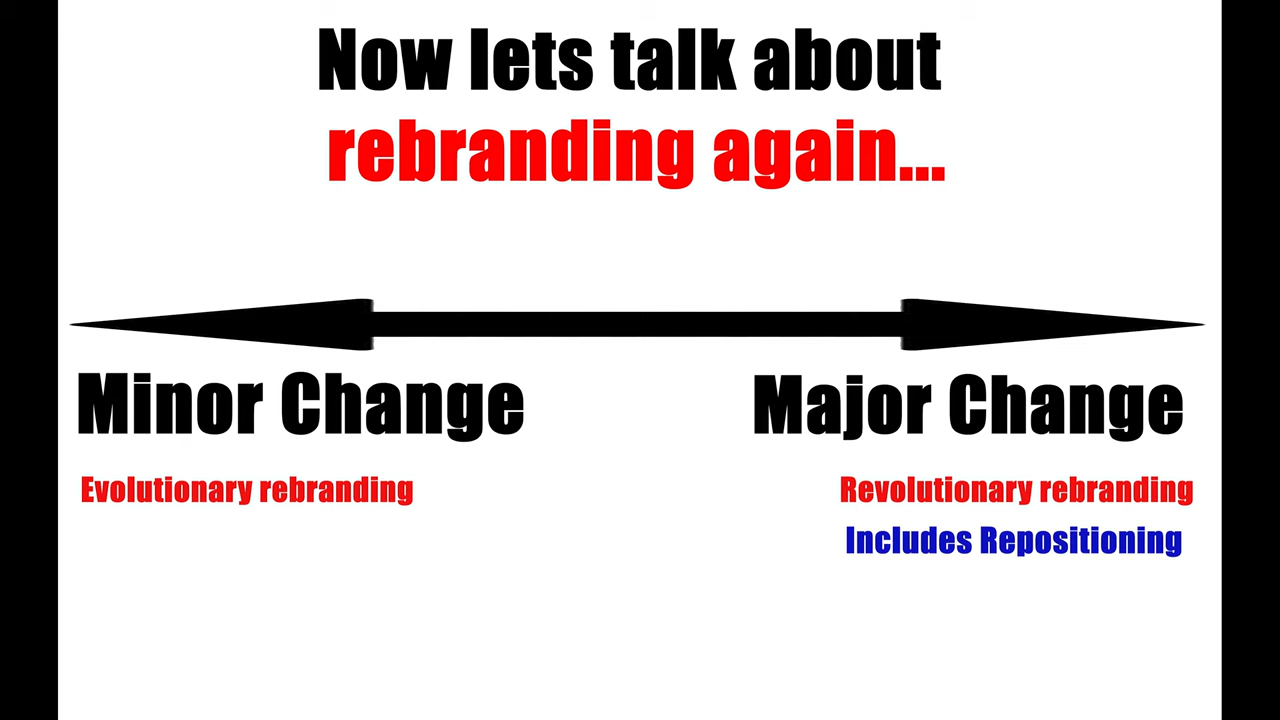 Now lets talk about
rebranding again...
Minor Change
Major Change
Evolutionary rebranding
Revolutionary rebranding
Includes Repositioning